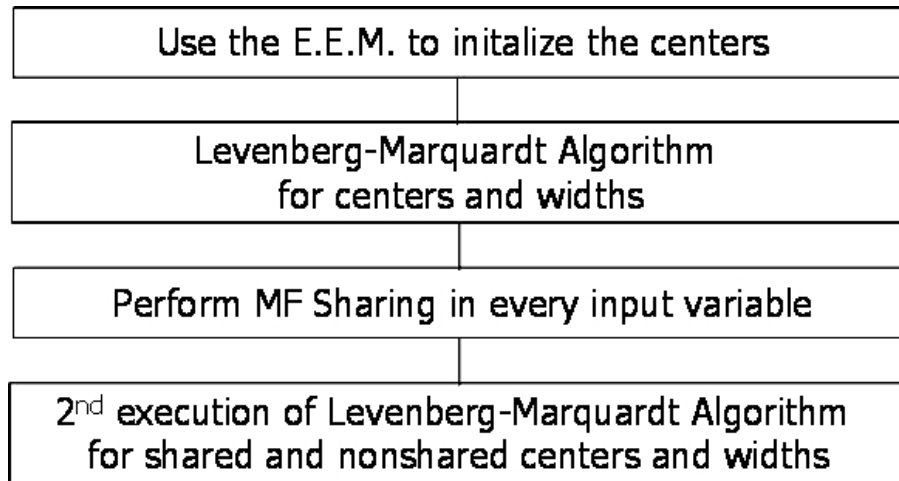 Use the E.E.M. to initalize the centers
Levenberg-Marquardt Algorithm
for centers and widths
Perform MF Sharing in every input variable
2nd execution of Levenberg-Marquardt Algorithm
for shared and nonshared centers and widths